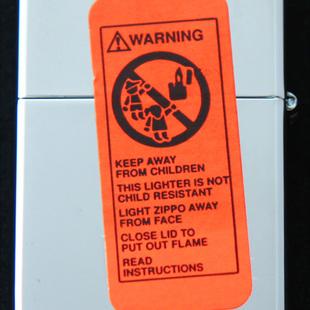 WARNING
KEEP AWAY
FROM CHILDREN
THIS LIGHTER IS NOT
CHILD RESISTANT
LIGHT ZIPPO AWAY
FROM FACE
CLOSE LID TO
PUT OUT FLAME
READ
INSTRUCTIONS